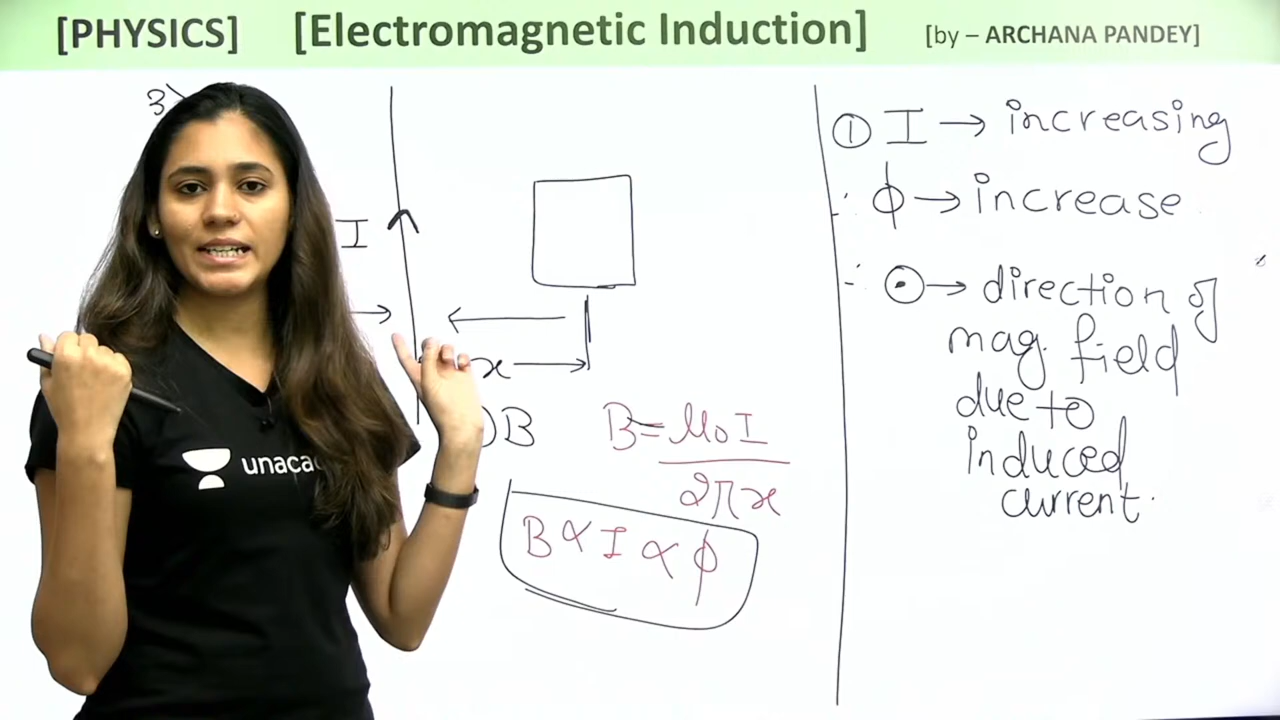 [PHYSICS] [Electromagnetic Induction] [by – ARCHANA PANDEY]
3)
I
x
B
B = μ₀I
2πx
B ∝ I ∝ ϕ
unaca
① I → increasing
∴ ϕ → increase
∴ ⊙ → direction of
mag. field
due to
induced
current.